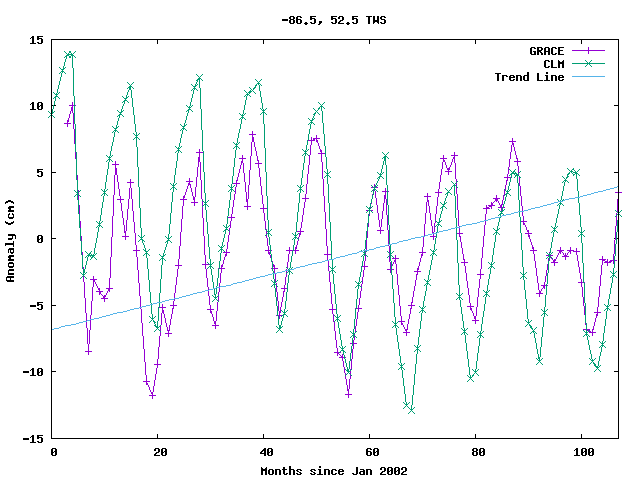 -86.5, 52.5 TWS
GRACE
CLM
Trend Line
Anomaly (cm)
15
10
5
0
-5
-10
-15
0 20 40 60 80 100
Months since Jan 2002